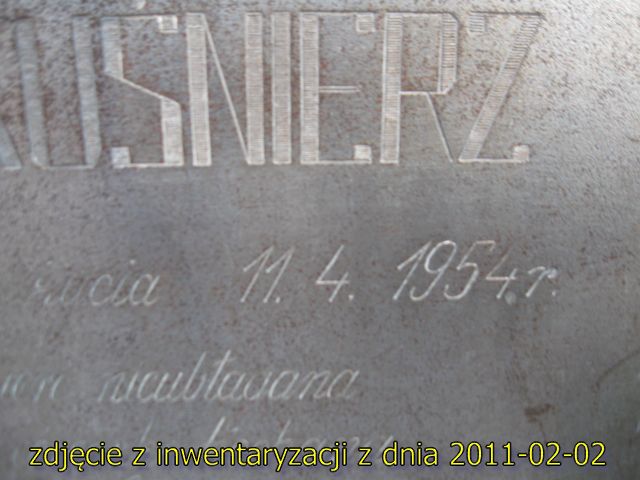 KUŚNIERZ
życia 11. 4. 1954. r.
nieubłagana
zdjęcie z inwentaryzacji z dnia 2011-02-02